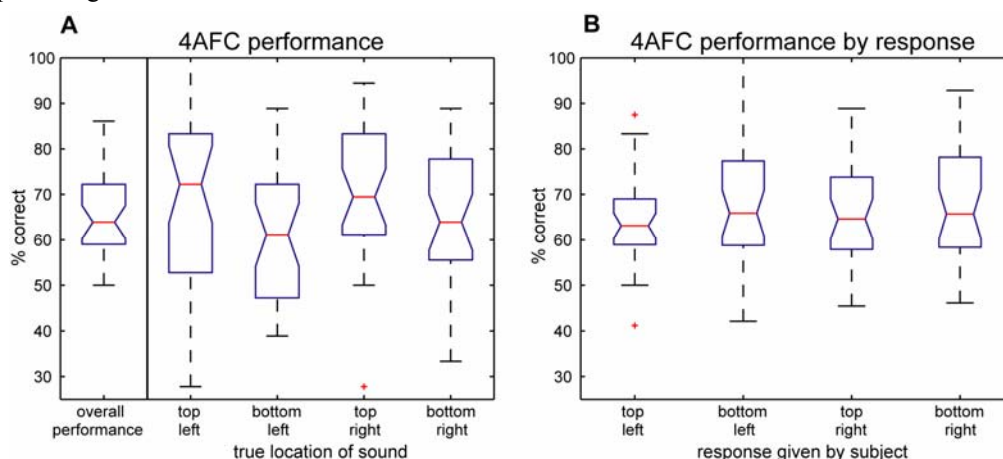 A
4AFC performance
% correct
100
90
80
70
60
50
40
30
overall performance
top left
bottom left
top right
bottom right
true location of sound
B
4AFC performance by response
% correct
100
90
80
70
60
50
40
30
top left
bottom left
top right
bottom right
response given by subject